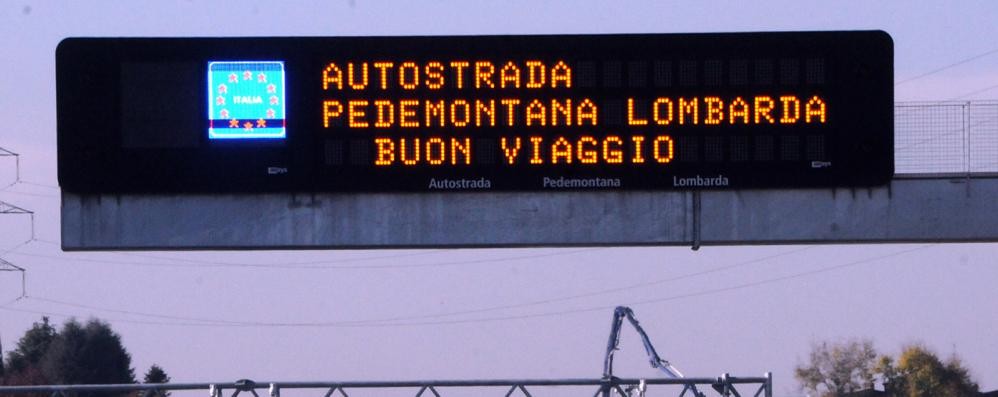 ITALIA
AUTOSTRADA
PEDEMONTANA LOMBARDA
BUON VIAGGIO
Autostrada Pedemontana Lombarda